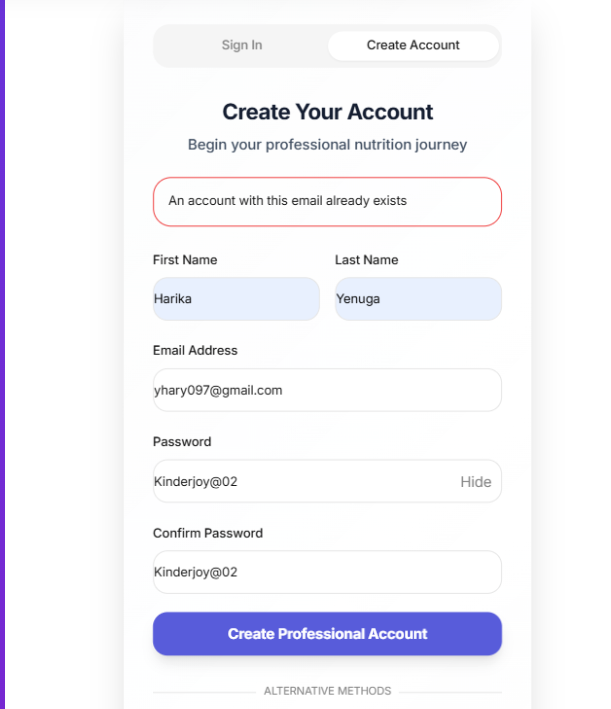 Sign In
Create Account
Create Your Account
Begin your professional nutrition journey
An account with this email already exists
First Name
Last Name
Harika
Yenuga
Email Address
yhary097@gmail.com
Password
Kinderjoy@02
Hide
Confirm Password
Kinderjoy@02
Create Professional Account
ALTERNATIVE METHODS